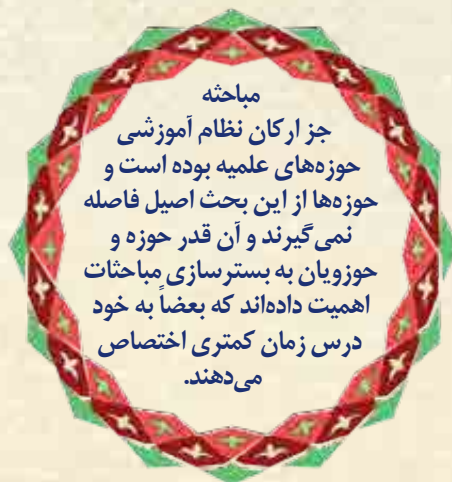 مباحثه
جز ارکان نظام آموزشی
حوزه‌های علمیه بوده است و
حوزه‌ها از این بحث اصیل فاصله
نمی‌گیرند و آن قدر حوزه و
حوزویان به بسترسازی مباحثات
اهمیت داده‌اند که بعضاً به خود
درس زمان کمتری اختصاص
می‌دهند.